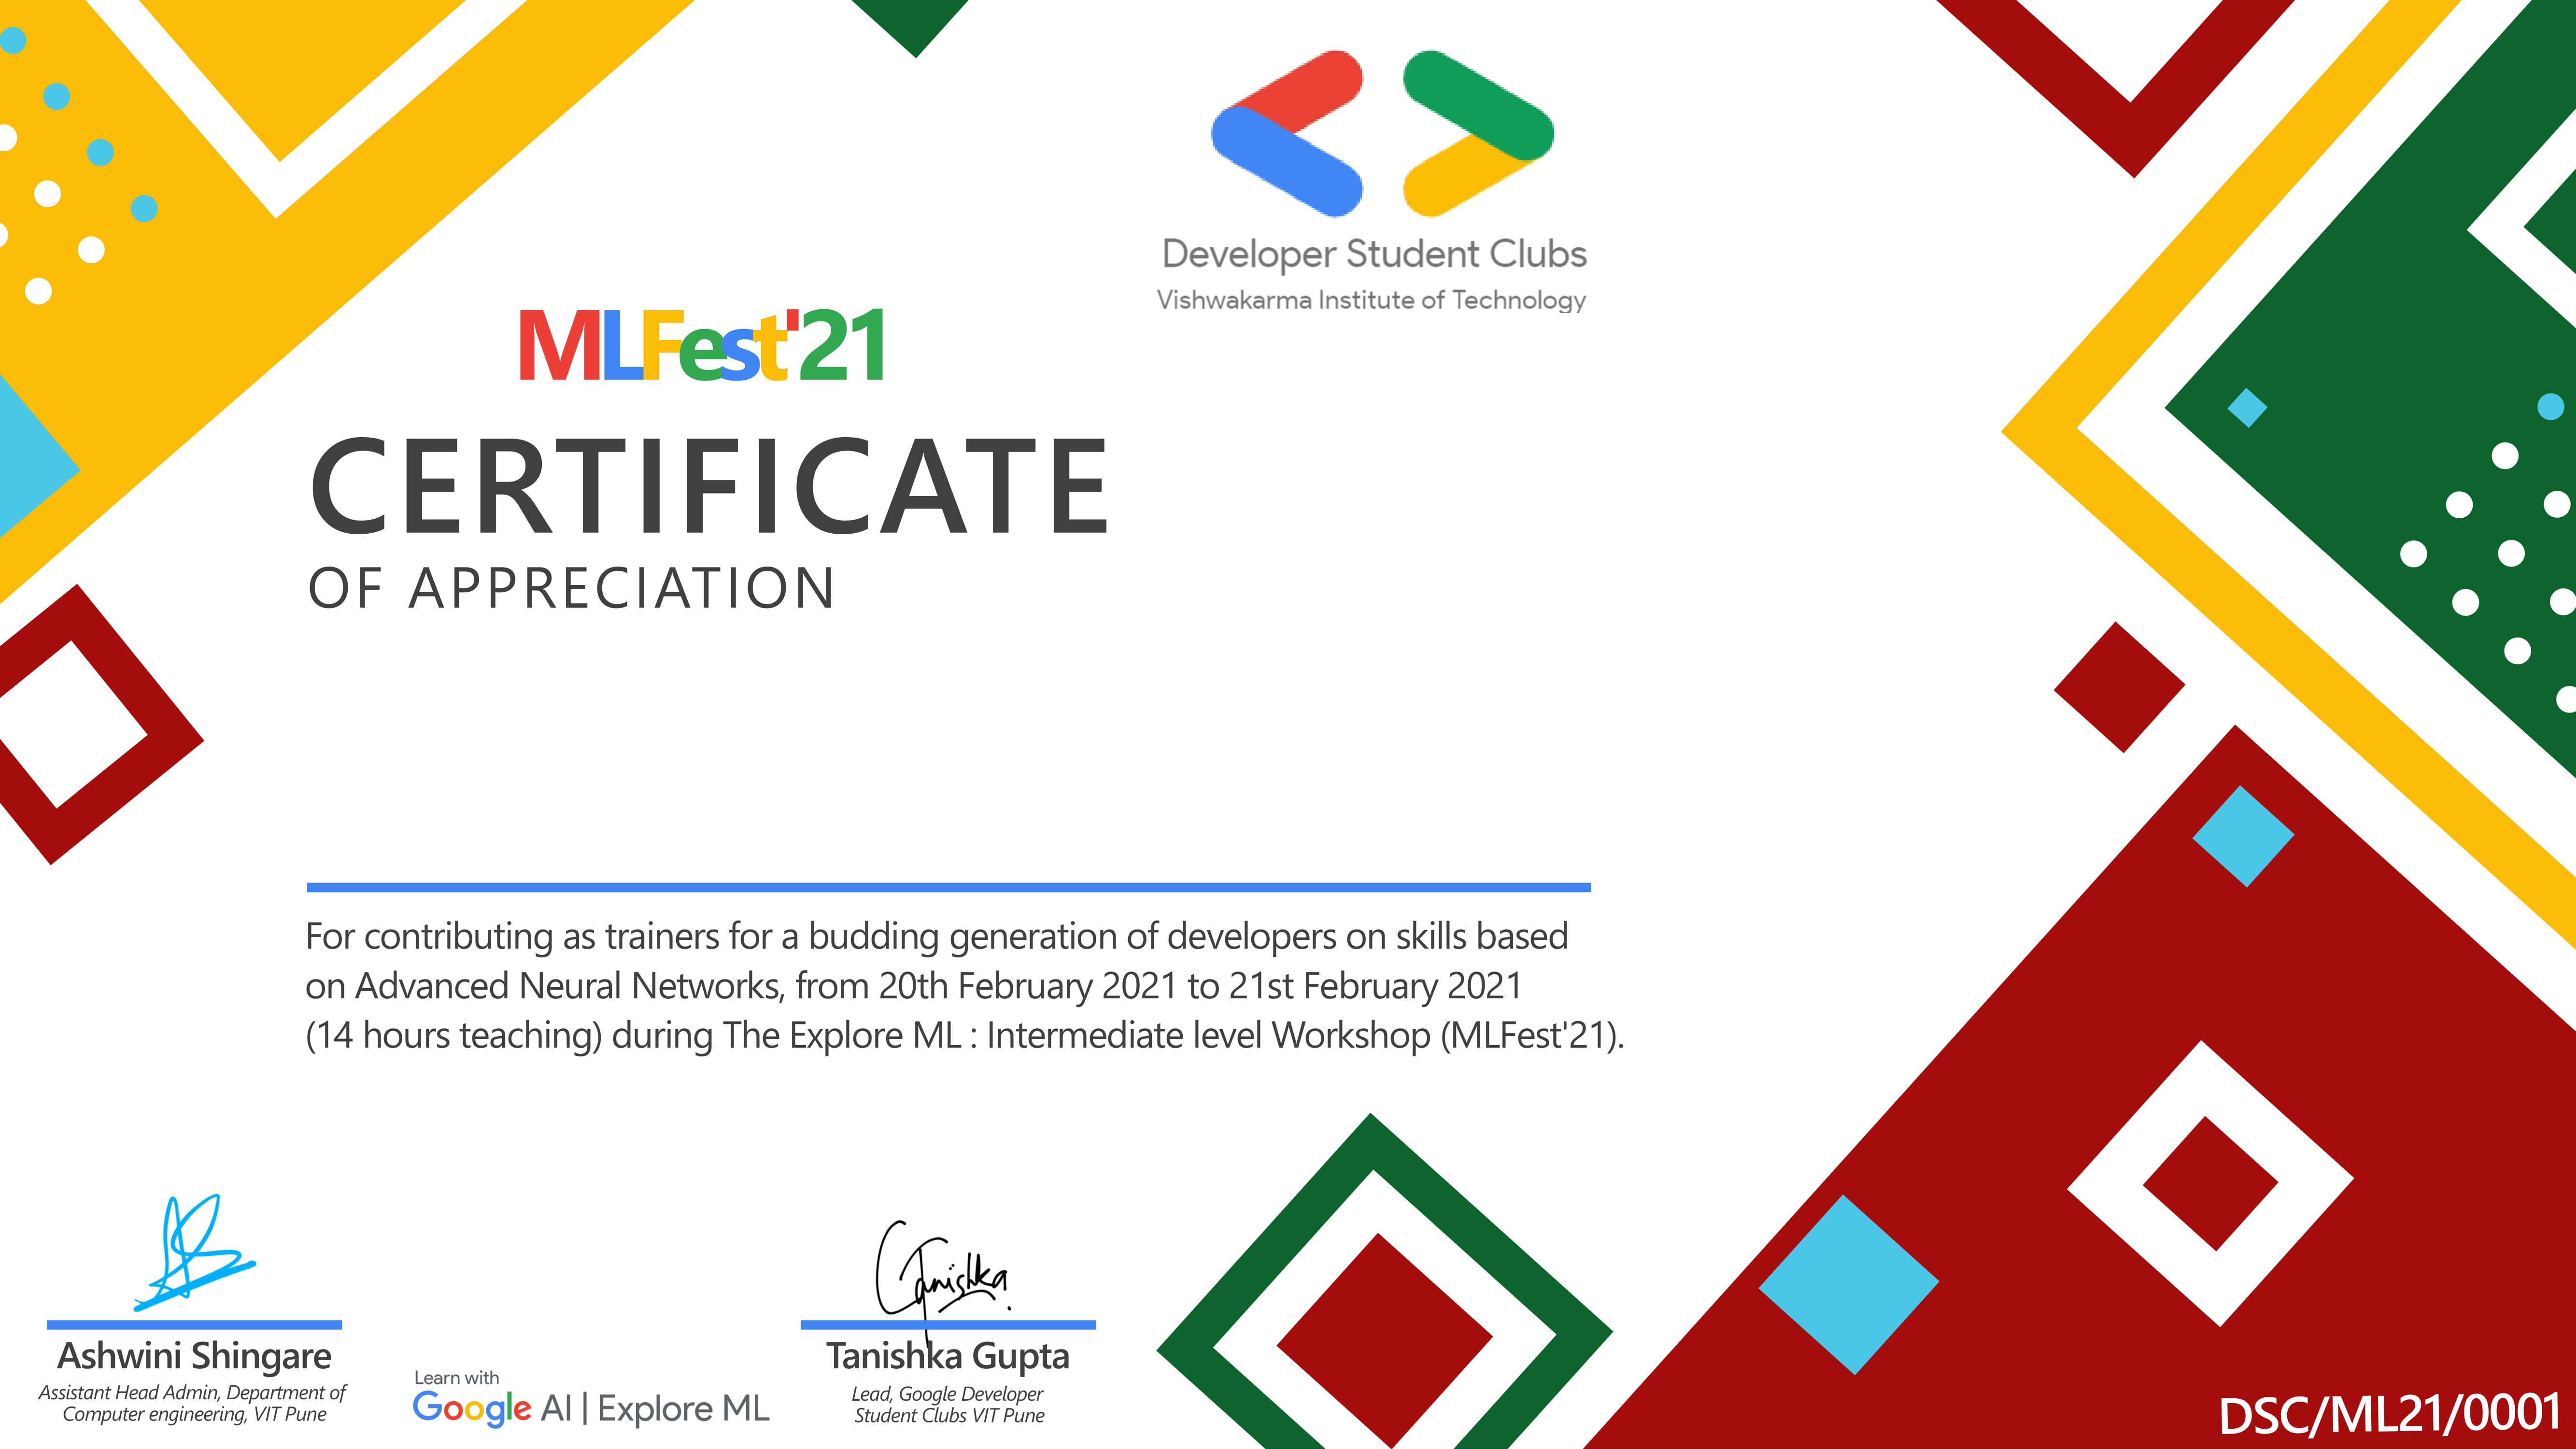 Developer Student Clubs
Vishwakarma Institute of Technology
MLFest'21
CERTIFICATE
OF APPRECIATION
For contributing as trainers for a budding generation of developers on skills based
on Advanced Neural Networks, from 20th February 2021 to 21st February 2021
(14 hours teaching) during The Explore ML : Intermediate level Workshop (MLFest'21).
Tanishka
Ashwini Shingare
Assistant Head Admin, Department of
Computer engineering, VIT Pune
Learn with
Google AI | Explore ML
Tanishka Gupta
Lead, Google Developer
Student Clubs VIT Pune
DSC/ML21/0001